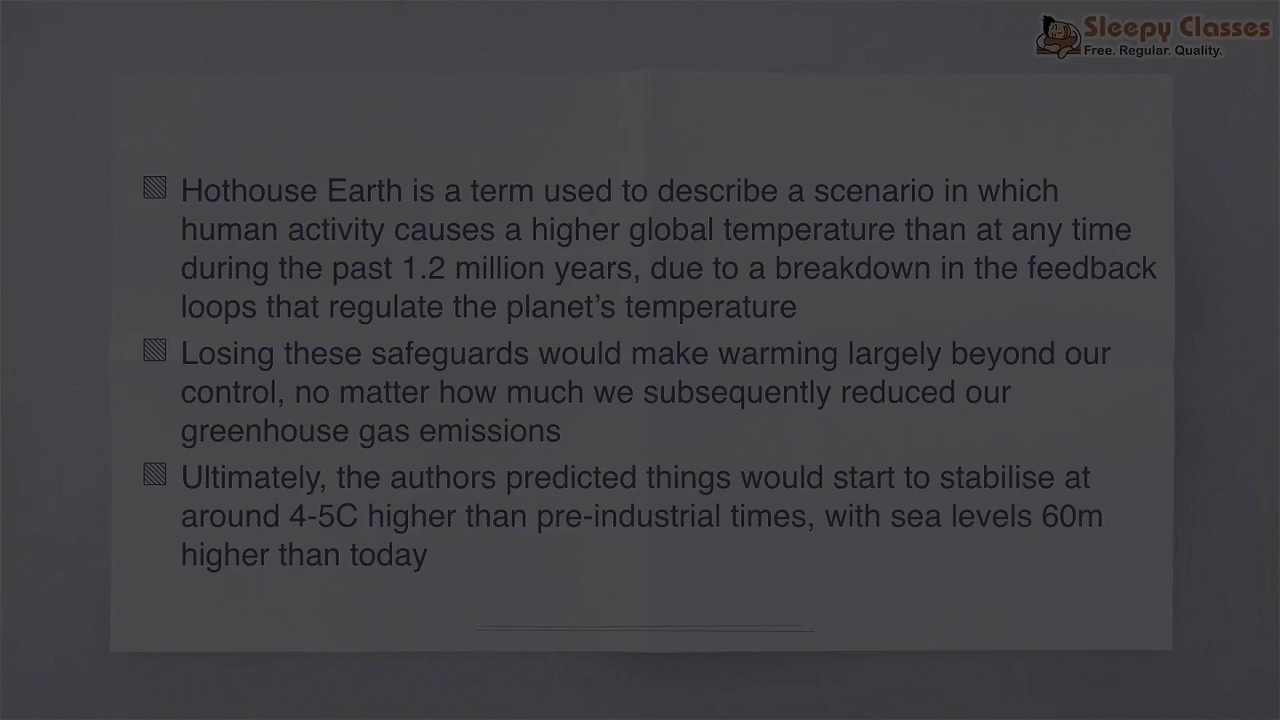 Sleepy Classes
Free. Regular. Quality.
Hothouse Earth is a term used to describe a scenario in which
human activity causes a higher global temperature than at any time
during the past 1.2 million years, due to a breakdown in the feedback
loops that regulate the planet’s temperature
Losing these safeguards would make warming largely beyond our
control, no matter how much we subsequently reduced our
greenhouse gas emissions
Ultimately, the authors predicted things would start to stabilise at
around 4-5C higher than pre-industrial times, with sea levels 60m
higher than today